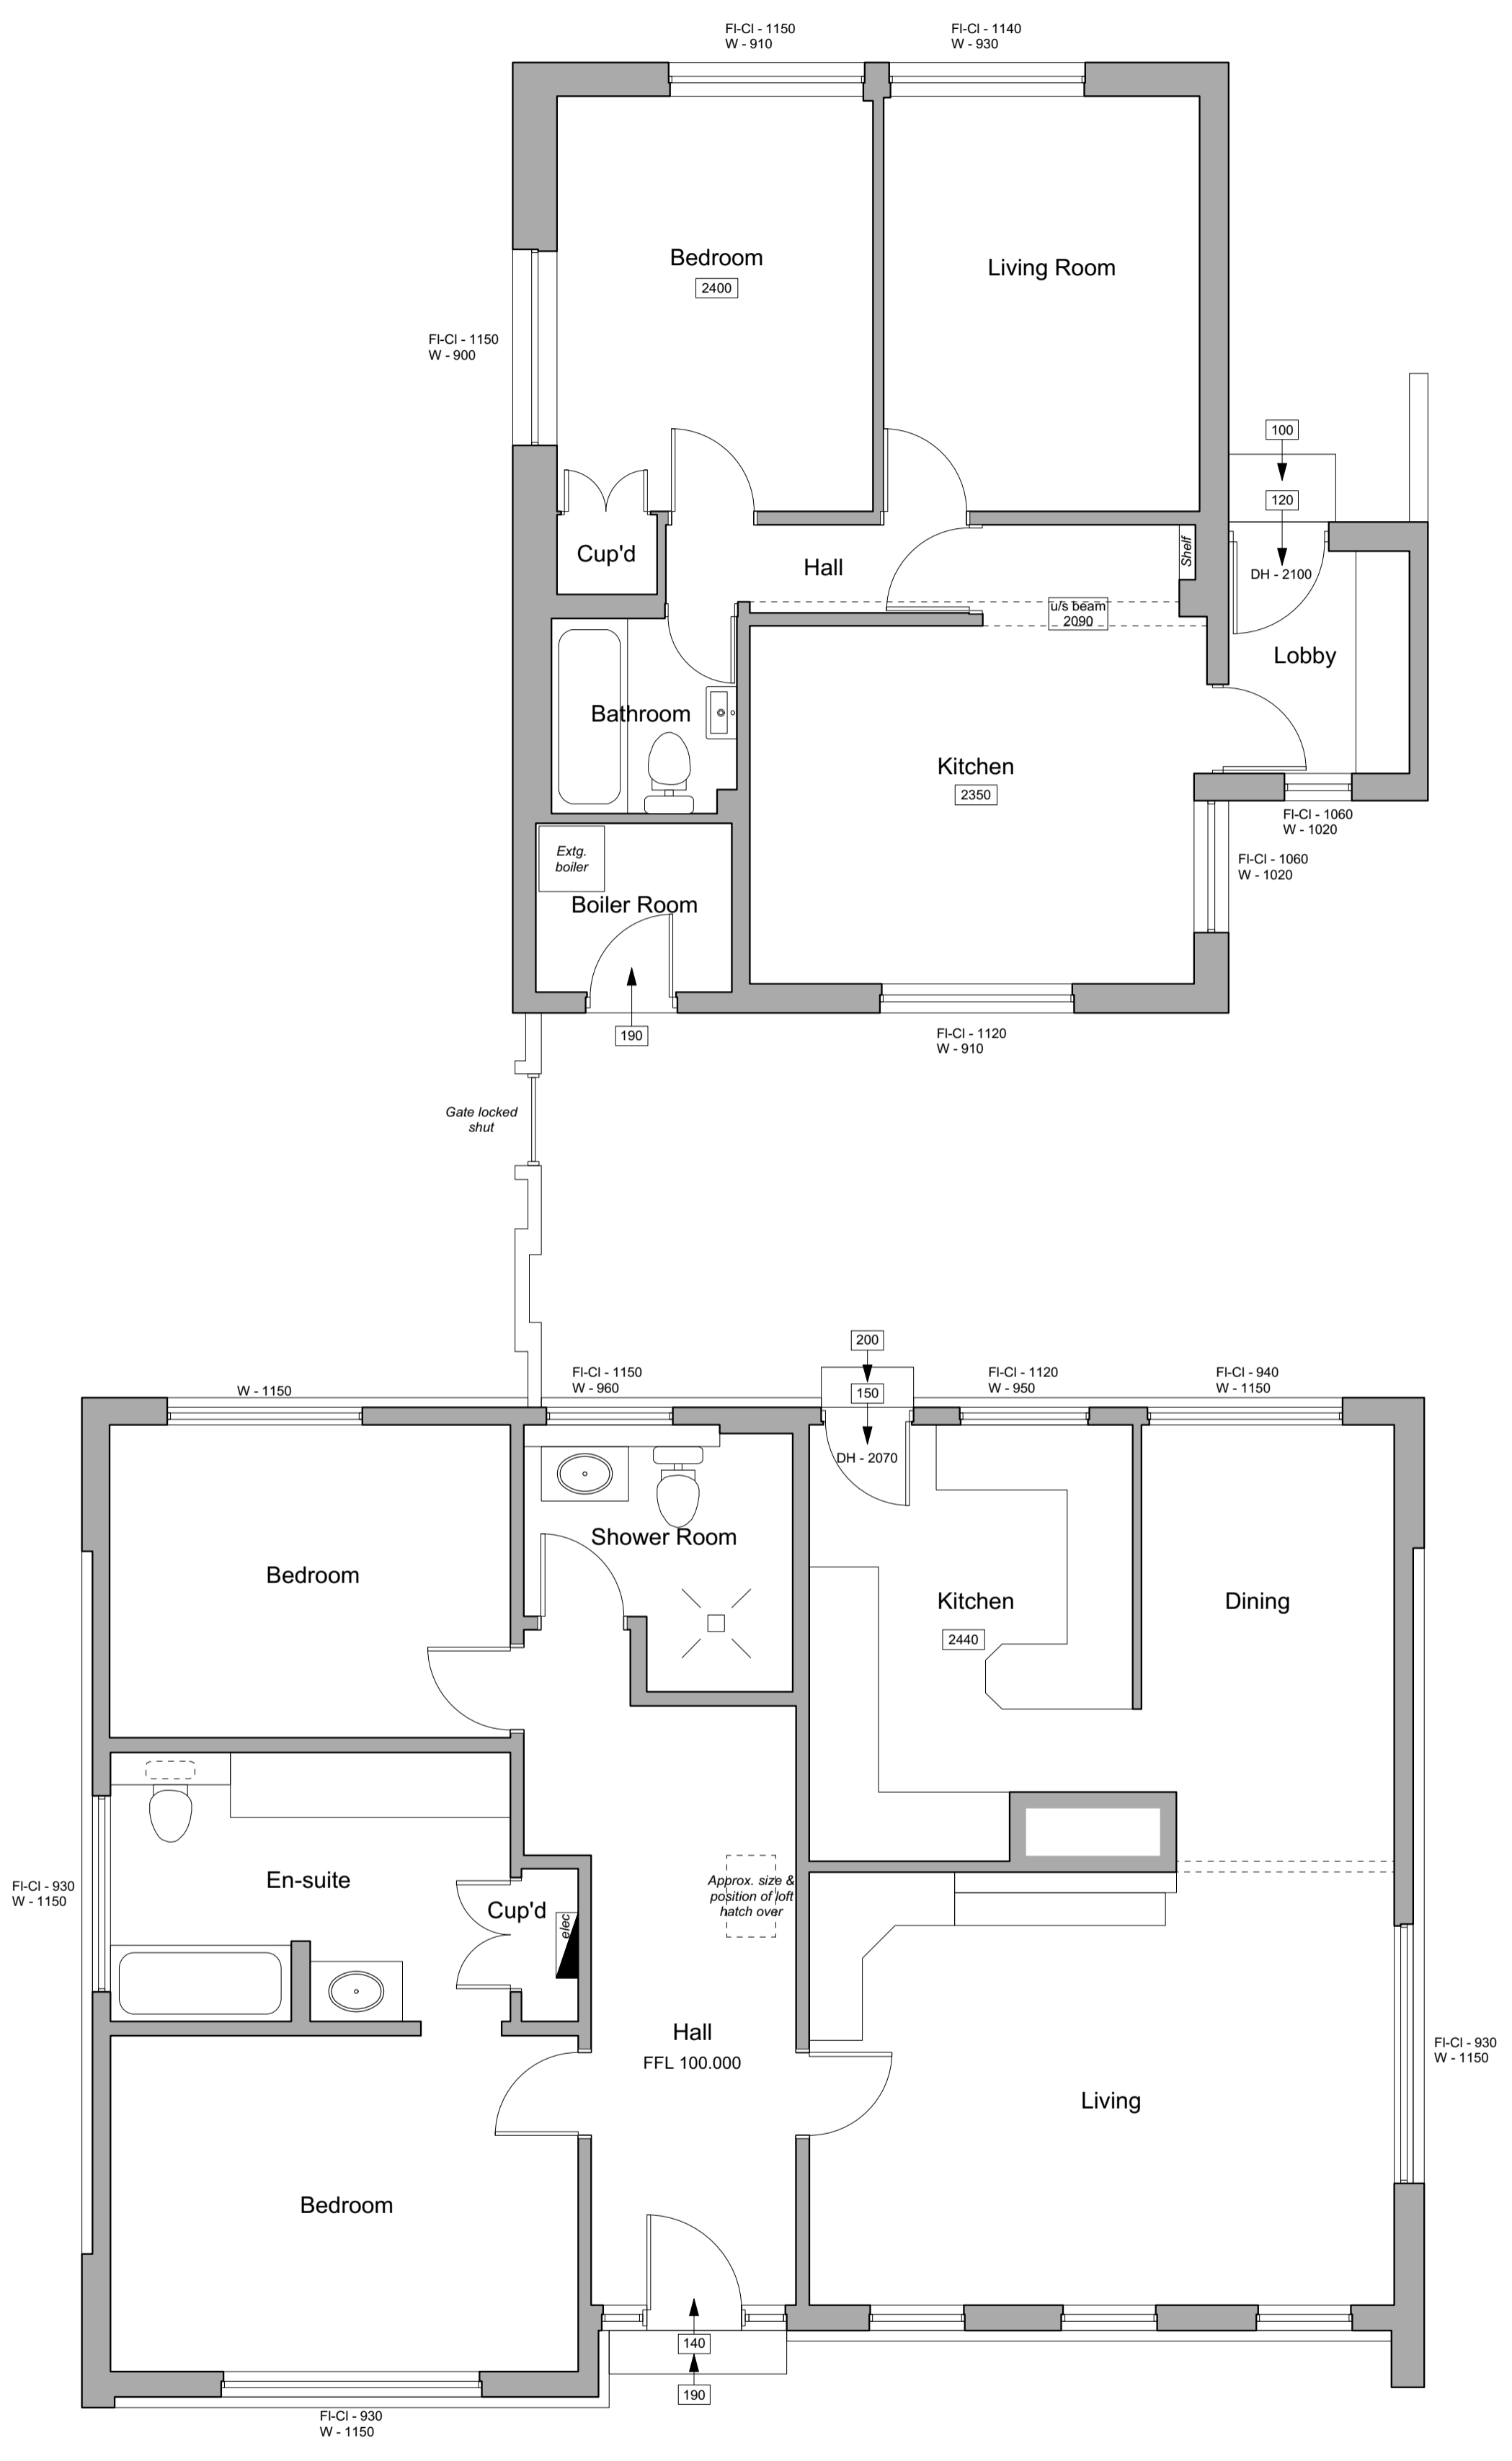 Fl-Cl - 1150
W - 910
Fl-Cl - 1140
W - 930
Bedroom
2400
Living Room
Fl-Cl - 1150
W - 900
100
120
DH - 2100
Cup'd
Hall
Shelf
u/s beam
2090
Lobby
Bathroom
Kitchen
2350
Fl-Cl - 1060
W - 1020
Fl-Cl - 1060
W - 1020
Extg.
boiler
Boiler Room
190
Fl-Cl - 1120
W - 910
Gate locked
shut
200
150
DH - 2070
W - 1150
Fl-Cl - 1150
W - 960
Fl-Cl - 1120
W - 950
Fl-Cl - 940
W - 1150
Shower Room
Bedroom
Kitchen
2440
Dining
En-suite
Fl-Cl - 930
W - 1150
Cup'd
elec
Approx. size &
position of loft
hatch over
Hall
FFL 100.000
Fl-Cl - 930
W - 1150
Living
Bedroom
140
190
Fl-Cl - 930
W - 1150